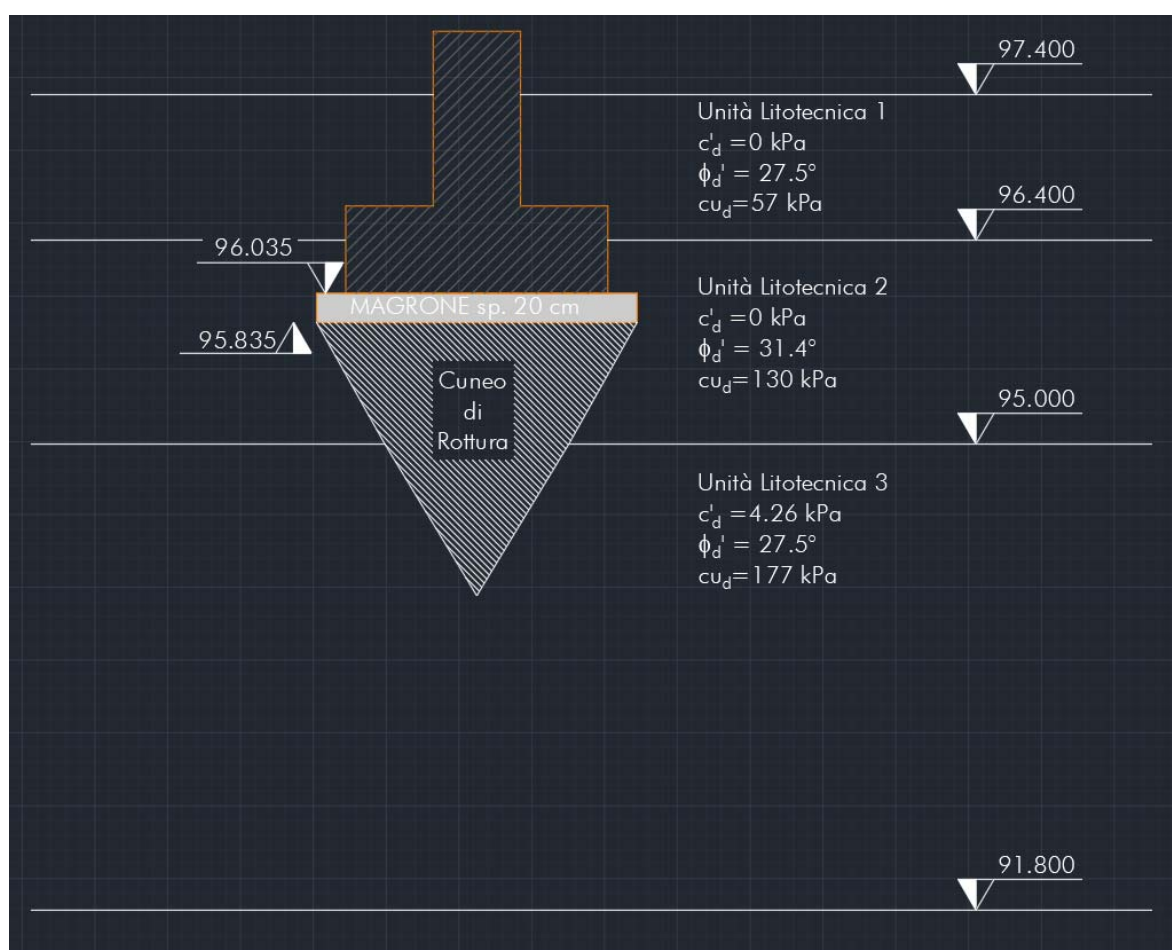 97.400
Unità Litotecnica 1
c'd =0 kPa
ϕd' = 27.5°
cud=57 kPa
96.400
96.035
Unità Litotecnica 2
c'd =0 kPa
ϕd' = 31.4°
cud=130 kPa
MAGRONE sp. 20 cm
95.835
Cuneo
di
Rottura
95.000
Unità Litotecnica 3
c'd =4.26 kPa
ϕd' = 27.5°
cud=177 kPa
91.800